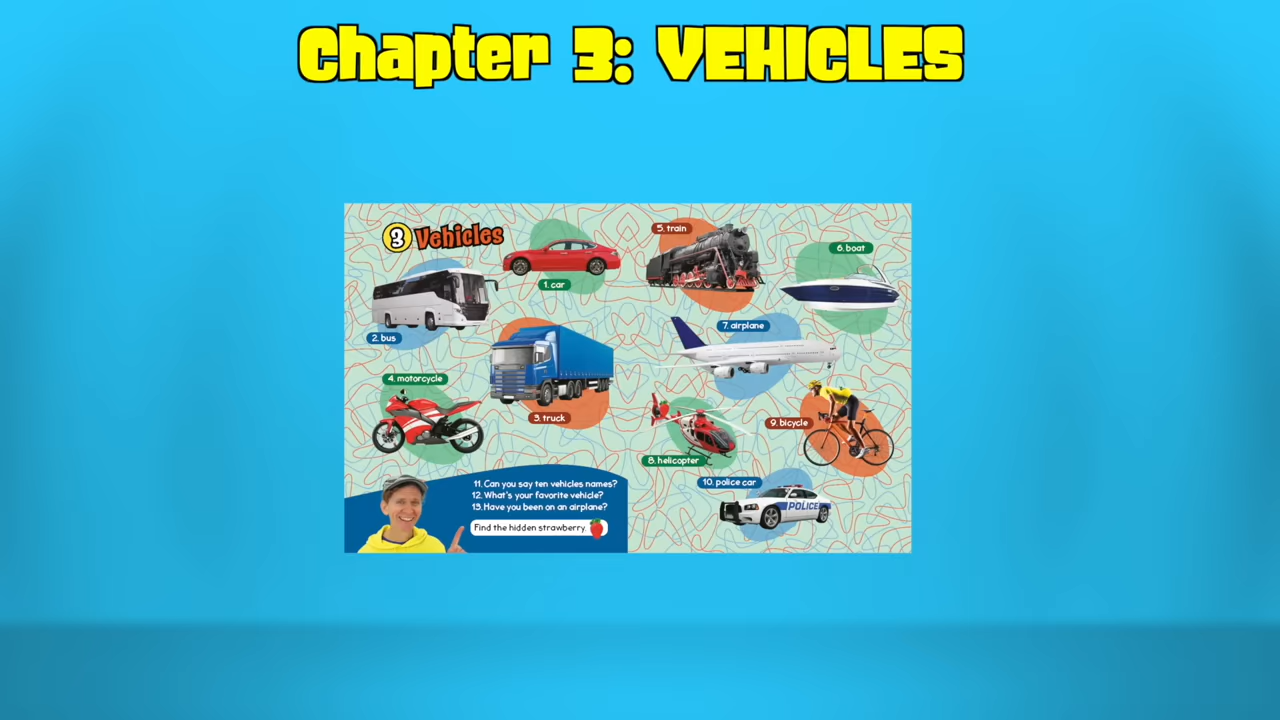 Chapter 3: VEHICLES
3 Vehicles
1. car
2. bus
3. truck
4. motorcycle
5. train
6. boat
7. airplane
8. helicopter
9. bicycle
10. police car
POLICE
11. Can you say ten vehicles names?
12. What's your favorite vehicle?
13. Have you been on an airplane?
Find the hidden strawberry.